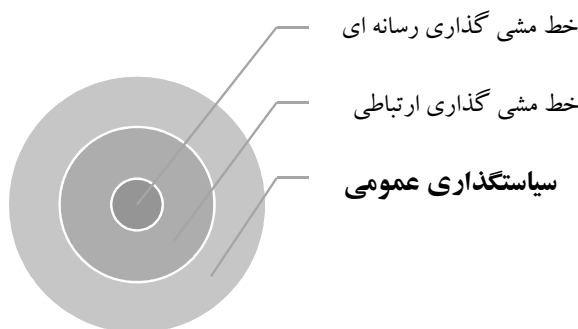 خط مشی گذاری رسانه ای
خط مشی گذاری ارتباطی
سیاستگذاری عمومی